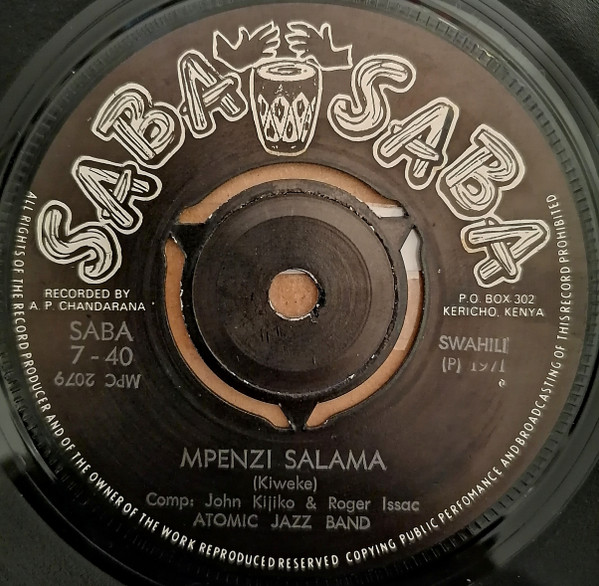 SABA SABA
RECORDED BY
A. P. CHANDARANA
SABA
7-40
MPC 2079
P.O. BOX 302
KERICHO, KENYA
SWAHILI
(P) 1971
MPENZI SALAMA
(Kiweke)
Comp: John Kijiko & Roger Issac
ATOMIC JAZZ BAND
ALL RIGHTS OF THE RECORD PRODUCER AND OF THE OWNER OF THE WORK REPRODUCED RESERVED COPYING PUBLIC PERFOMANCE AND BROADCASTING OF THIS RECORD PROHIBITED